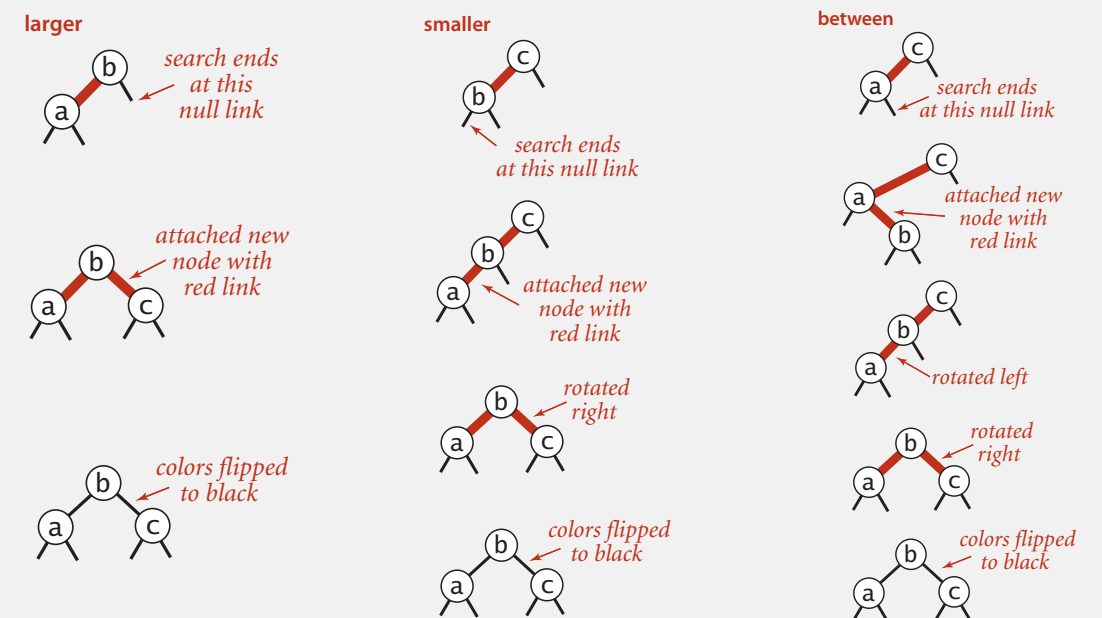 larger
b
a
search ends
at this
null link
b
a
c
attached new
node with
red link
b
a
c
colors flipped
to black
smaller
c
b
search ends
at this null link
c
b
a
attached new
node with
red link
b
a
c
rotated
right
b
a
c
colors flipped
to black
between
c
a
search ends
at this null link
c
a
b
attached new
node with
red link
c
b
a
rotated left
b
a
c
rotated
right
b
a
c
colors flipped
to black